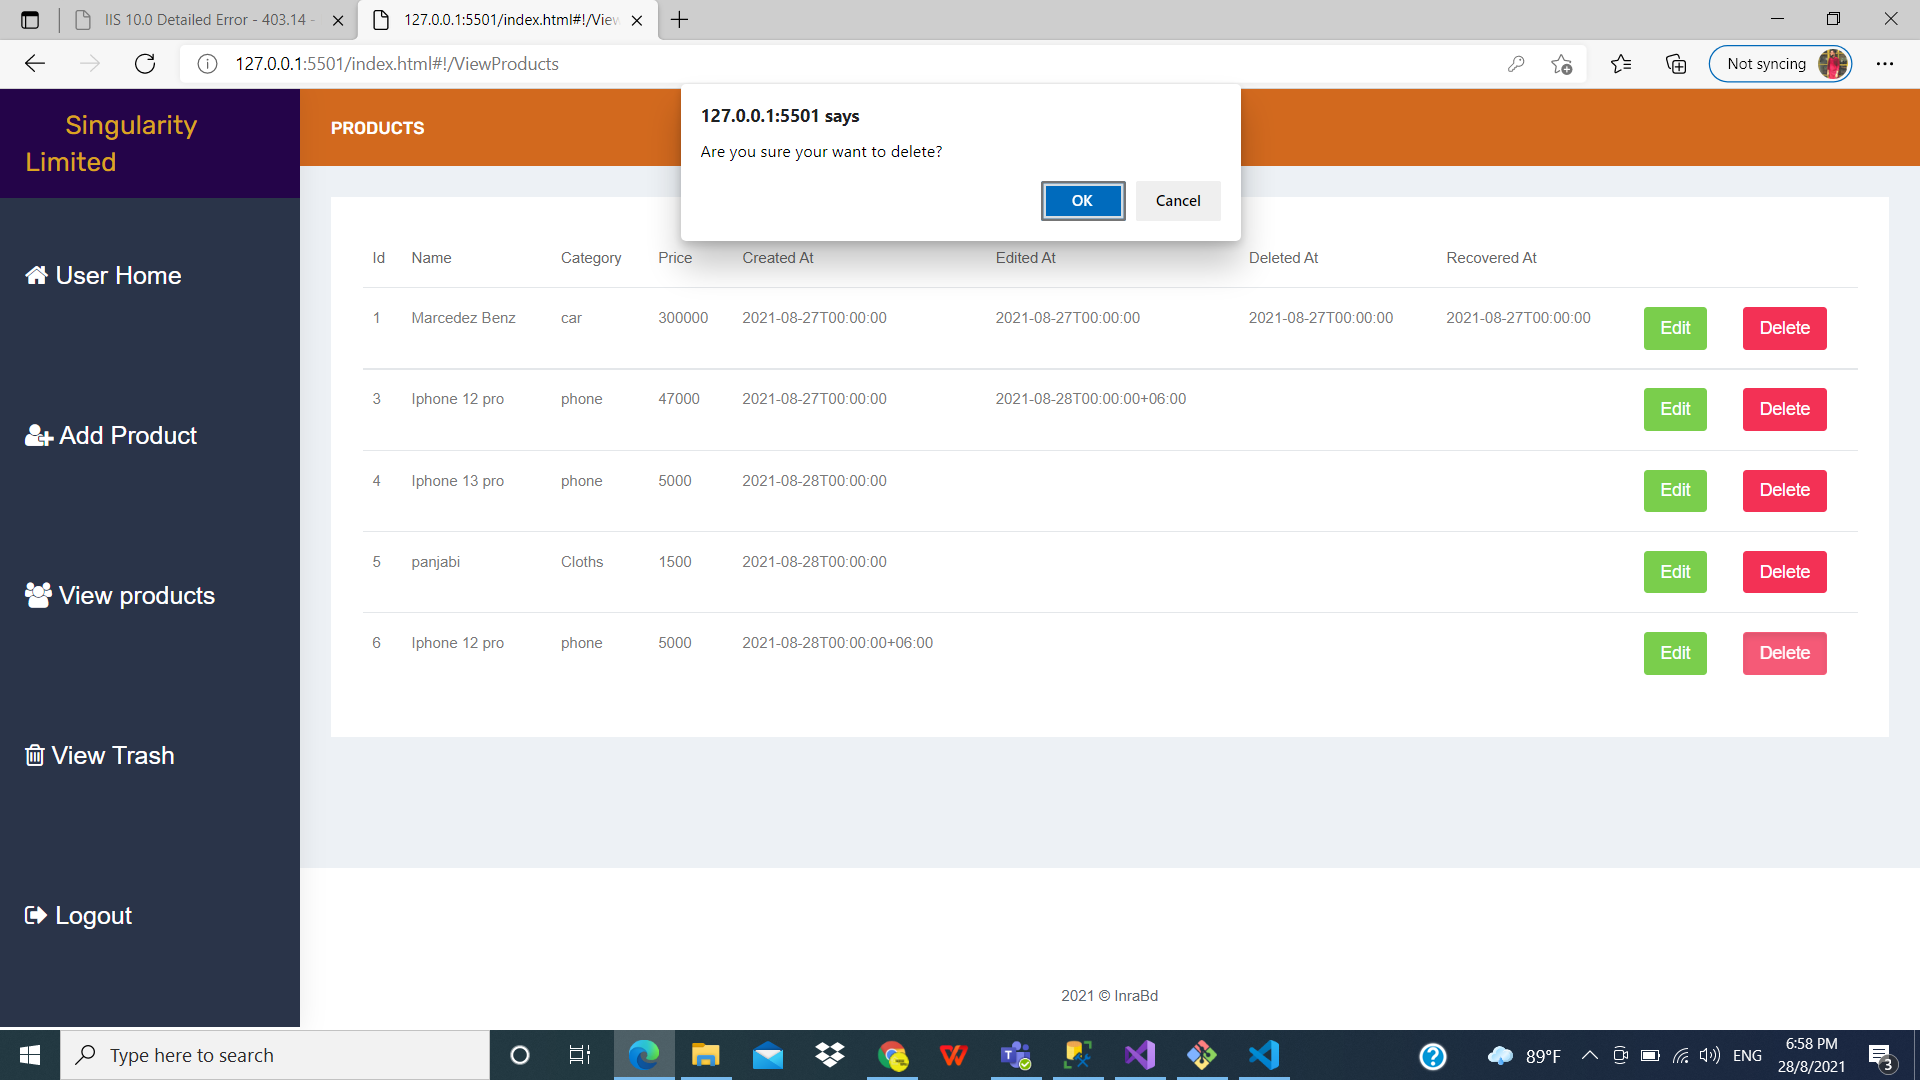 IIS 10.0 Detailed Error - 403.14 -
127.0.0.1:5501/index.html#!/View
127.0.0.1:5501/index.html#!/ViewProducts
Not syncing
Singularity
Limited
PRODUCTS
127.0.0.1:5501 says
Are you sure your want to delete?
OK
Cancel
User Home
Add Product
View products
View Trash
Logout
Id Name Category Price Created At Edited At Deleted At Recovered At
1 Marcedez Benz car 300000 2021-08-27T00:00:00 2021-08-27T00:00:00 2021-08-27T00:00:00 2021-08-27T00:00:00 Edit Delete
3 Iphone 12 pro phone 47000 2021-08-27T00:00:00 2021-08-28T00:00:00+06:00 Edit Delete
4 Iphone 13 pro phone 5000 2021-08-28T00:00:00 Edit Delete
5 panjabi Cloths 1500 2021-08-28T00:00:00 Edit Delete
6 Iphone 12 pro phone 5000 2021-08-28T00:00:00+06:00 Edit Delete
2021 © InraBd
Type here to search
89°F
ENG
6:58 PM
28/8/2021
3